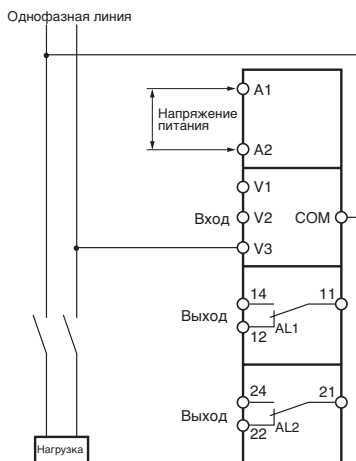 Однофазная линия
A1
Напряжение
питания
A2
V1
Вход V2 COM
V3
14 11
Выход
12 AL1
24 21
Выход
22 AL2
Нагрузка